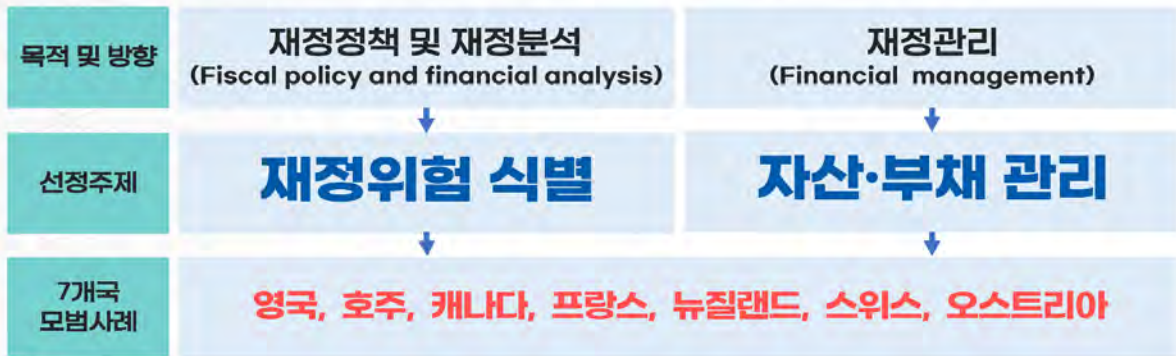 목적 및 방향
재정정책 및 재정분석
(Fiscal policy and financial analysis)
재정관리
(Financial management)
선정주제
재정위험 식별
자산·부채 관리
7개국
모범사례
영국, 호주, 캐나다, 프랑스, 뉴질랜드, 스위스, 오스트리아